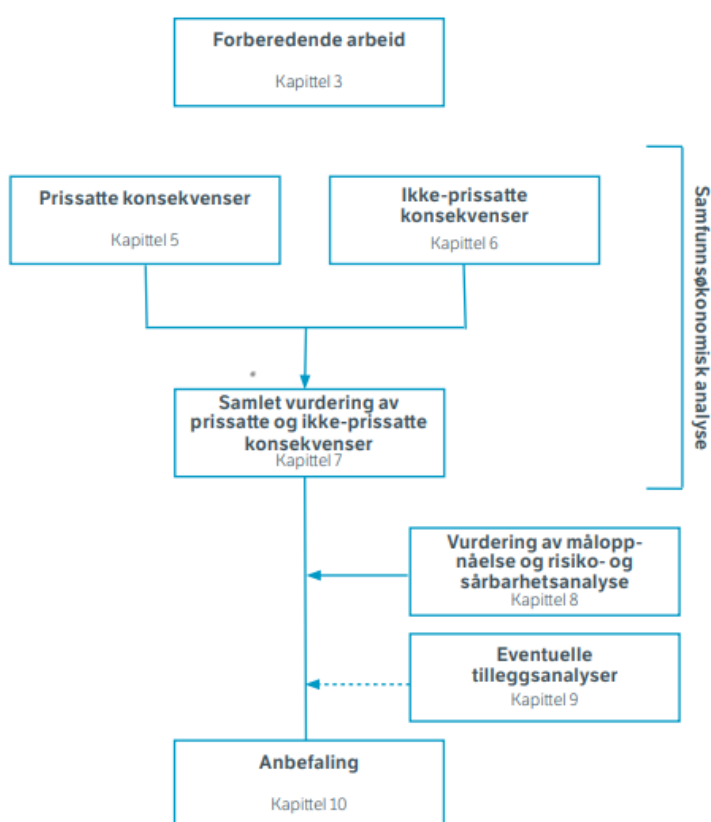 Forberedende arbeid
Kapittel 3
Prissatte konsekvenser
Kapittel 5
Ikke-prissatte
konsekvenser
Kapittel 6
Samfunnsøkonomisk analyse
Samlet vurdering av
prissatte og ikke-prissatte
konsekvenser
Kapittel 7
Vurdering av målopp-
nåelse og risiko- og
sårbarhetsanalyse
Kapittel 8
Eventuelle
tilleggsanalyser
Kapittel 9
Anbefaling
Kapittel 10